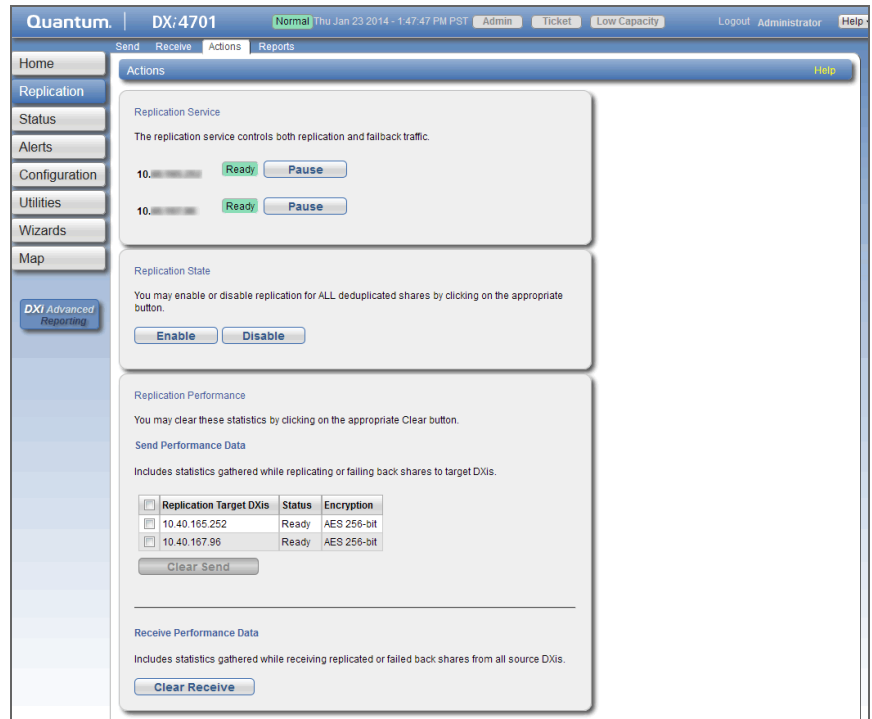 Quantum. DXi4701 Normal Thu Jan 23 2014 - 1:47:47 PM PST Admin Ticket Low Capacity Logout Administrator Help
Send Receive Actions Reports
Home
Replication
Status
Alerts
Configuration
Utilities
Wizards
Map
DXi Advanced
Reporting
Actions Help
Replication Service
The replication service controls both replication and failback traffic.
10. Ready Pause
10. Ready Pause
Replication State
You may enable or disable replication for ALL deduplicated shares by clicking on the appropriate
button.
Enable Disable
Replication Performance
You may clear these statistics by clicking on the appropriate Clear button.
Send Performance Data
Includes statistics gathered while replicating or failing back shares to target DXis.
Replication Target DXis Status Encryption
10.40.165.252 Ready AES 256-bit
10.40.167.96 Ready AES 256-bit
Clear Send
Receive Performance Data
Includes statistics gathered while receiving replicated or failed back shares from all source DXis.
Clear Receive